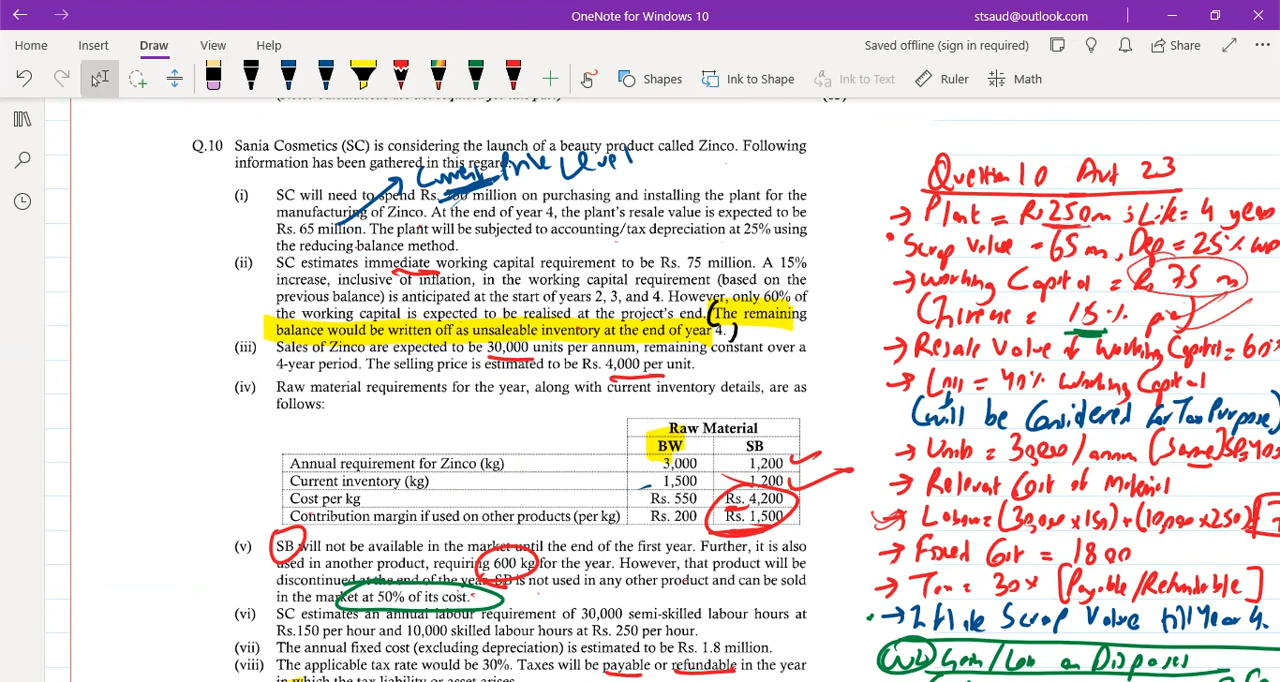 OneNote for Windows 10
stsaud@outlook.com
Home Insert Draw View Help
Saved offline (sign in required)
Share
Shapes
Ink to Shape
Ink to Text
Ruler
Math
Q.10 Sania Cosmetics (SC) is considering the launch of a beauty product called Zinco. Following
information has been gathered in this regard:
Current Price Level
(i) SC will need to spend Rs. million on purchasing and installing the plant for the
manufacturing of Zinco. At the end of year 4, the plant's resale value is expected to be
Rs. 65 million. The plant will be subjected to accounting/tax depreciation at 25% using
the reducing balance method.
(ii) SC estimates immediate working capital requirement to be Rs. 75 million. A 15%
increase, inclusive of inflation, in the working capital requirement (based on the
previous balance) is anticipated at the start of years 2, 3, and 4. However, only 60% of
the working capital is expected to be realised at the project's end. (The remaining
balance would be written off as unsaleable inventory at the end of year 4.)
(iii) Sales of Zinco are expected to be 30,000 units per annum, remaining constant over a
4-year period. The selling price is estimated to be Rs. 4,000 per unit.
(iv) Raw material requirements for the year, along with current inventory details, are as
follows:
Raw Material
BW SB
Annual requirement for Zinco (kg) 3,000 1,200
Current inventory (kg) 1,500 1,200
Cost per kg Rs. 550 Rs. 4,200
Contribution margin if used on other products (per kg) Rs. 200 Rs. 1,500
(v) SB will not be available in the market until the end of the first year. Further, it is also
used in another product, requiring 600 kg for the year. However, that product will be
discontinued at the end of the year. SB is not used in any other product and can be sold
in the market at 50% of its cost.
(vi) SC estimates an annual labour requirement of 30,000 semi-skilled labour hours at
Rs.150 per hour and 10,000 skilled labour hours at Rs. 250 per hour.
(vii) The annual fixed cost (excluding depreciation) is estimated to be Rs. 1.8 million.
(viii) The applicable tax rate would be 30%. Taxes will be payable or refundable in the year
in which the tax liability or asset arises.
Question 10 Aut 23
→ Plant = Rs 250m ; Life = 4 years
Scrap Value = 65 m, Dep = 25%
→ Working Capital = Rs 75 m
15%
→ Resale Value of Working Capital = 60%
→ Loss = 40% Working Capital
(will be Considered for Tax Purpose)
→ Units = 30,000/annum (Same)
→ Relevant Cost of Material
→ Labour = (30,000 x 150) + (10,000 x 250)
→ Fixed Cost = 1800
→ Tax = 30% [Payable/Refundable]
→ Inflate Scrap Value till Year 4.
Gain/Loss on Disposal